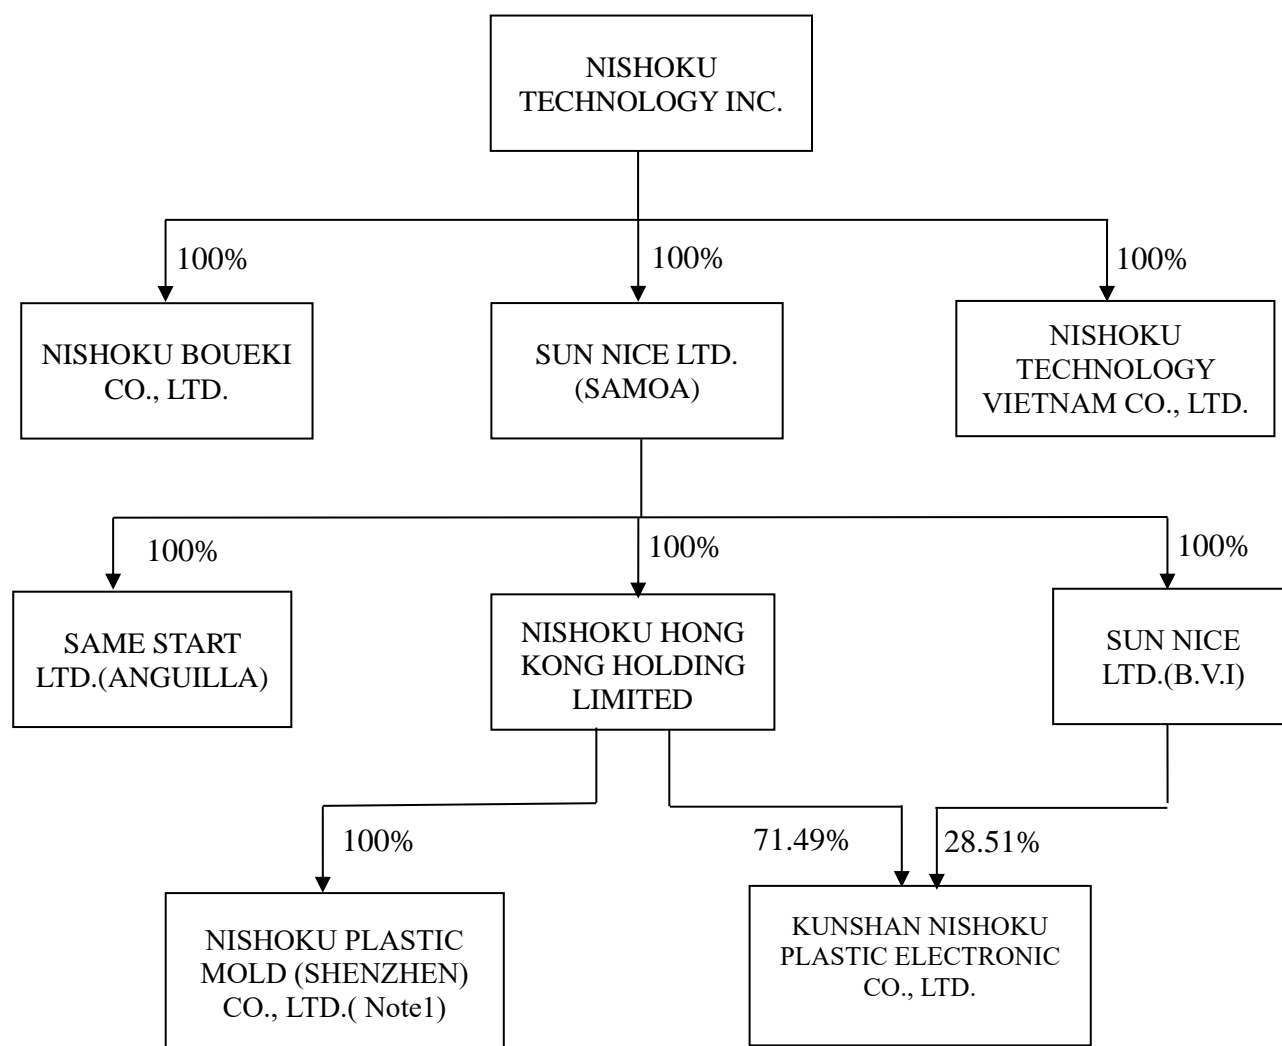 NISHOKU
TECHNOLOGY INC.
100%
100%
100%
NISHOKU BOUEKI
CO., LTD.
SUN NICE LTD.
(SAMOA)
NISHOKU
TECHNOLOGY
VIETNAM CO., LTD.
100%
100%
100%
SAME START
LTD.(ANGUILLA)
NISHOKU HONG
KONG HOLDING
LIMITED
SUN NICE
LTD.(B.V.I)
100%
71.49%
28.51%
NISHOKU PLASTIC
MOLD (SHENZHEN)
CO., LTD.( Note1)
KUNSHAN NISHOKU
PLASTIC ELECTRONIC
CO., LTD.